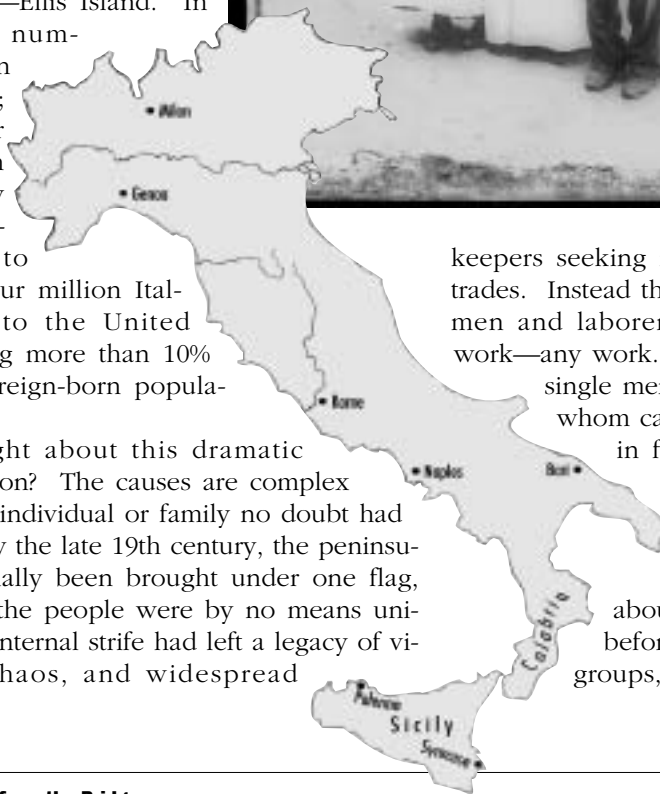 —Ellis Island. In
num-
to
ur million Ital-
to the United
g more than 10%
reign-born popula-
ght about this dramatic
on? The causes are complex
individual or family no doubt had
y the late 19th century, the peninsu-
ally been brought under one flag,
the people were by no means uni-
nternal strife had left a legacy of vi-
haos, and widespread
Milan
Genoa
Rome
Naples
Bari
Calabria
Palermo
Sicily
Syracuse
keepers seeking
trades. Instead th
men and laborer
work—any work.
single me
whom ca
in f
abou
befor
groups,